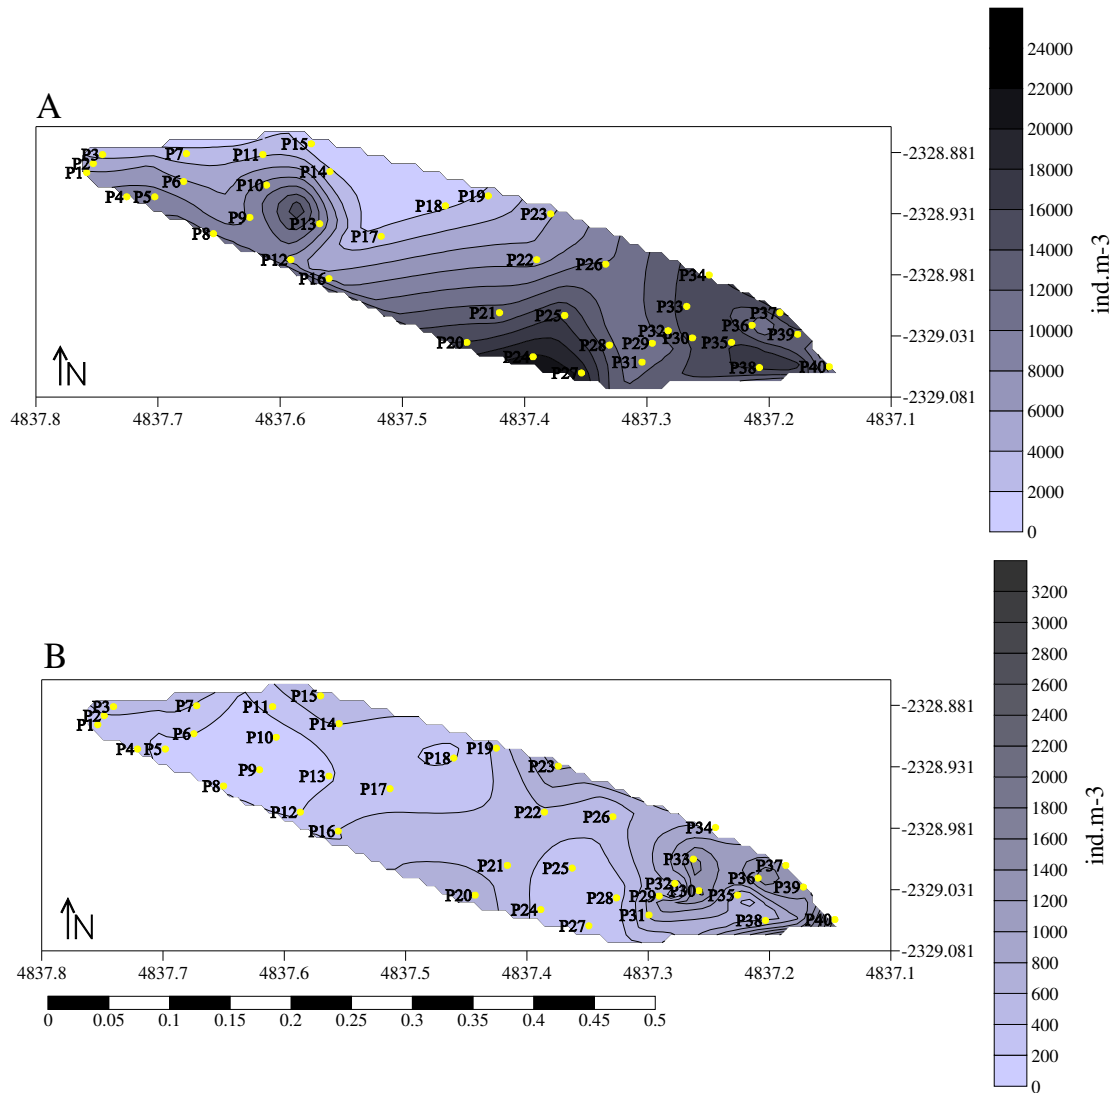 A
24000
22000
20000
18000
16000
14000
12000
10000
8000
6000
4000
2000
0
ind.m-3
P15
P3 P7 P11
P2
P1 P14
P6 P10
P4 P5 P19
P18
P9 P13 P23
P8 P17
P12 P22 P26
P16 P34
P33
P21 P25 P37
P36
P32 P39
P20 P28 P29 P30 P35
P24 P31
P27 P38 P40
N
-2328.881
-2328.931
-2328.981
-2329.031
-2329.081
4837.8 4837.7 4837.6 4837.5 4837.4 4837.3 4837.2 4837.1
B
3200
3000
2800
2600
2400
2200
2000
1800
1600
1400
1200
1000
800
600
400
200
0
ind.m-3
P15
P3 P7 P11
P2
P1 P14
P6 P10
P4 P5 P19
P18
P9 P13 P23
P8 P17
P12 P22 P26
P16 P34
P33
P21 P25 P37
P36
P32 P39
P20 P28 P29 P30 P35
P24 P31
P27 P38 P40
N
-2328.881
-2328.931
-2328.981
-2329.031
-2329.081
4837.8 4837.7 4837.6 4837.5 4837.4 4837.3 4837.2 4837.1
0 0.05 0.1 0.15 0.2 0.25 0.3 0.35 0.4 0.45 0.5